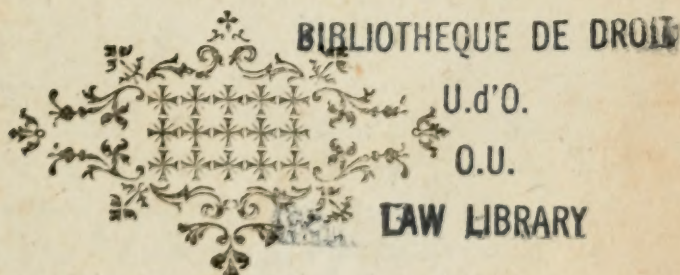 BIBLIOTHEQUE DE DROIT
U.d'O.
O.U.
LAW LIBRARY